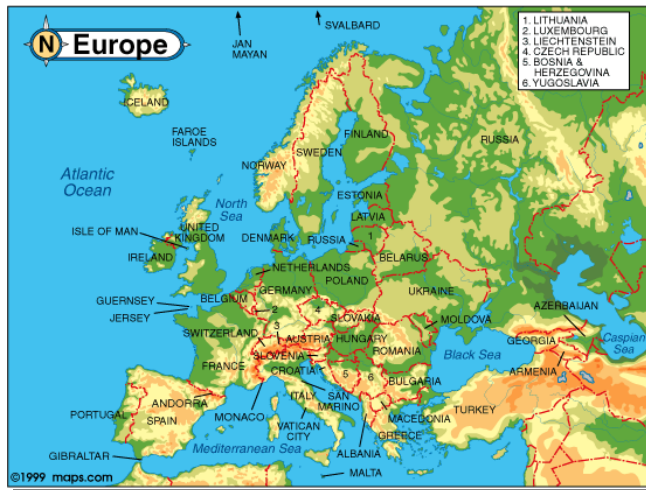 N Europe
JAN
MAYAN
SVALBARD
1. LITHUANIA
2. LUXEMBOURG
3. LIECHTENSTEIN
4. CZECH REPUBLIC
5. BOSNIA &
HERZEGOVINA
6. YUGOSLAVIA
ICELAND
FAROE
ISLANDS
FINLAND
RUSSIA
SWEDEN
NORWAY
Atlantic
Ocean
North
Sea
ESTONIA
LATVIA
ISLE OF MAN
UNITED
KINGDOM
DENMARK
RUSSIA
1
IRELAND
BELARUS
NETHERLANDS
POLAND
GERMANY
UKRAINE
GUERNSEY
BELGIUM
JERSEY
2
4
SLOVAKIA
MOLDOVA
AZERBAIJAN
SWITZERLAND
3
AUSTRIA
HUNGARY
GEORGIA
Caspian
Sea
SLOVENIA
ROMANIA
Black Sea
FRANCE
CROATIA
5
6
ARMENIA
BULGARIA
ANDORRA
ITALY
SAN
MARINO
PORTUGAL
SPAIN
MONACO
VATICAN
CITY
MACEDONIA
TURKEY
GREECE
Mediterranean Sea
ALBANIA
GIBRALTAR
MALTA
©1999 maps.com